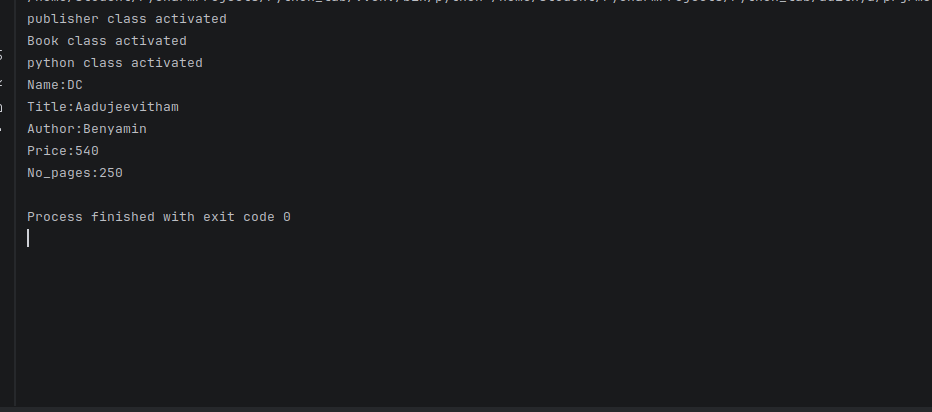 publisher class activated
Book class activated
python class activated
Name:DC
Title:Aadujeevitham
Author:Benyamin
Price:540
No_pages:250
Process finished with exit code 0